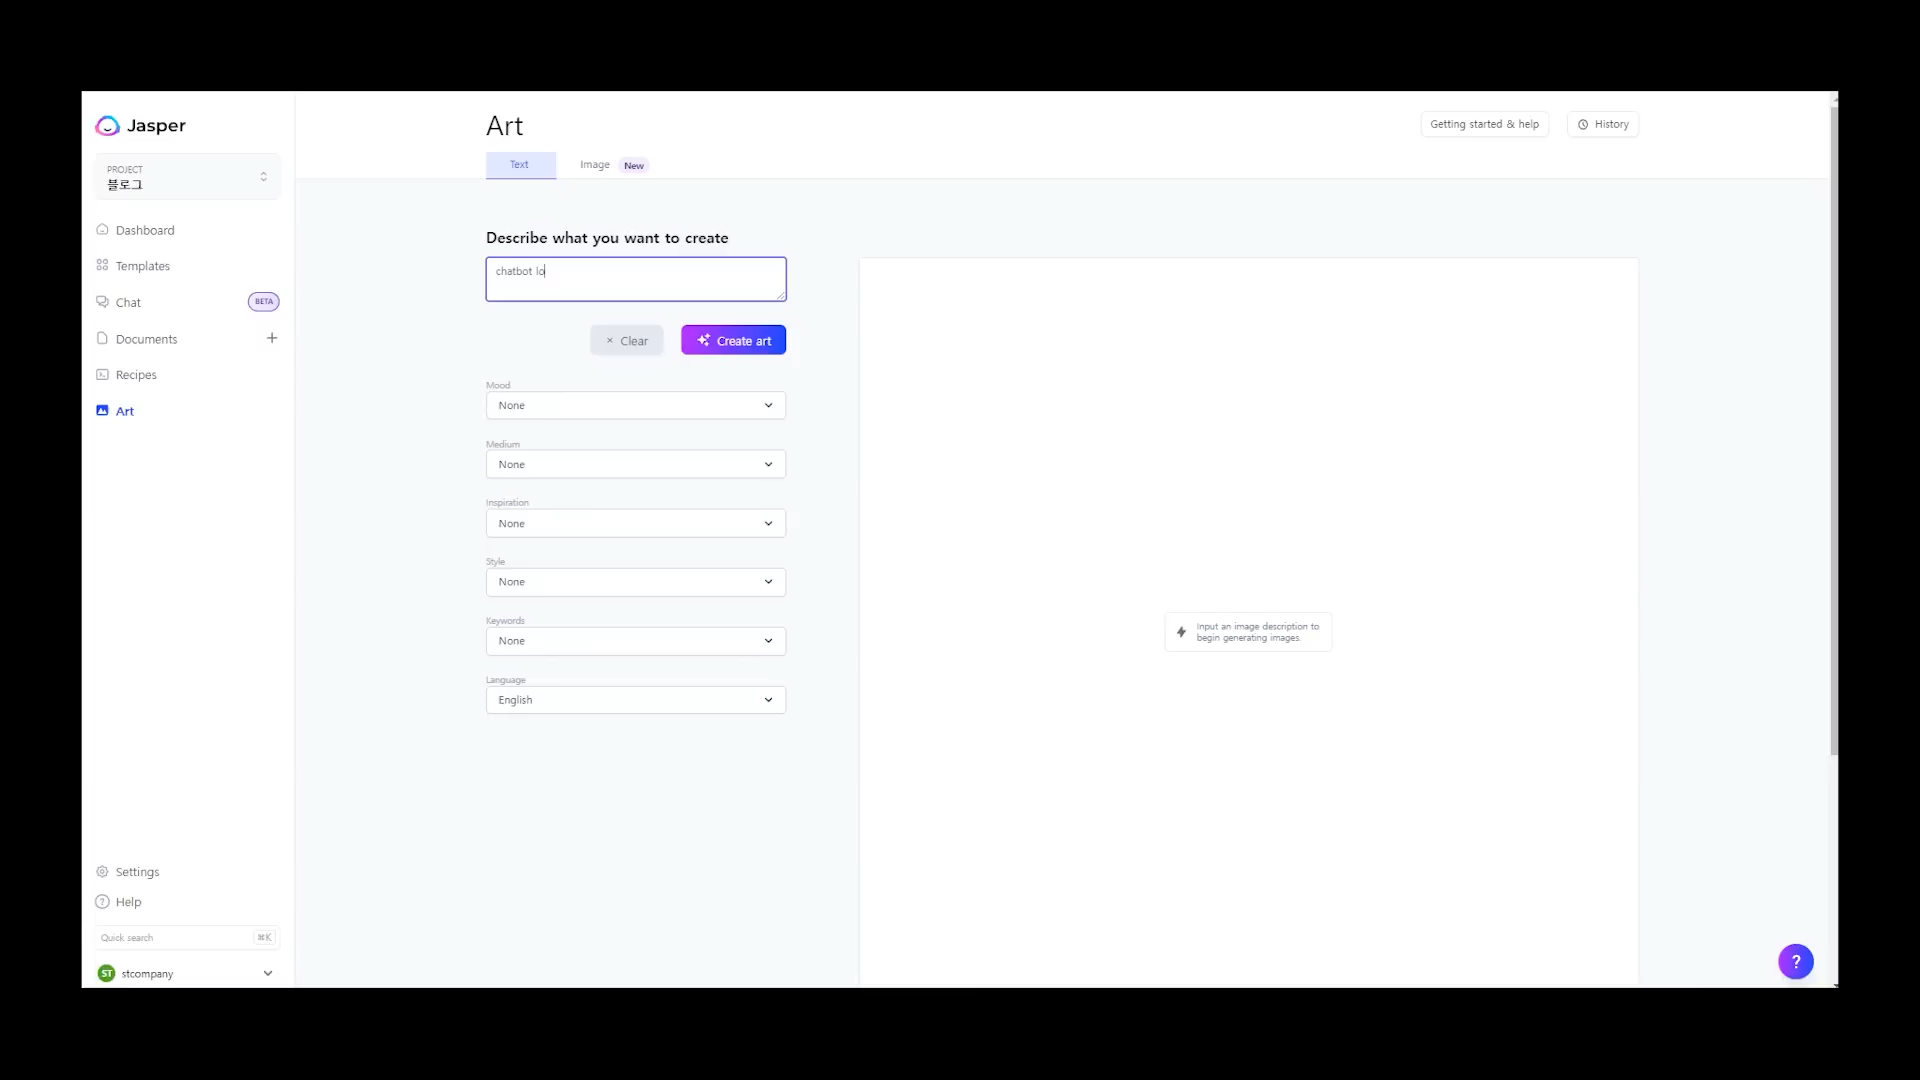 Jasper
PROJECT
블로그
Dashboard
Templates
Chat
BETA
Documents
Recipes
Art
Settings
Help
Quick search
⌘K
ST
stcompany
Art
Getting started & help
History
Text
Image
New
Describe what you want to create
chatbot lo
× Clear
Create art
Mood
None
Medium
None
Inspiration
None
Style
None
Keywords
None
Language
English
Input an image description to
begin generating images.
?